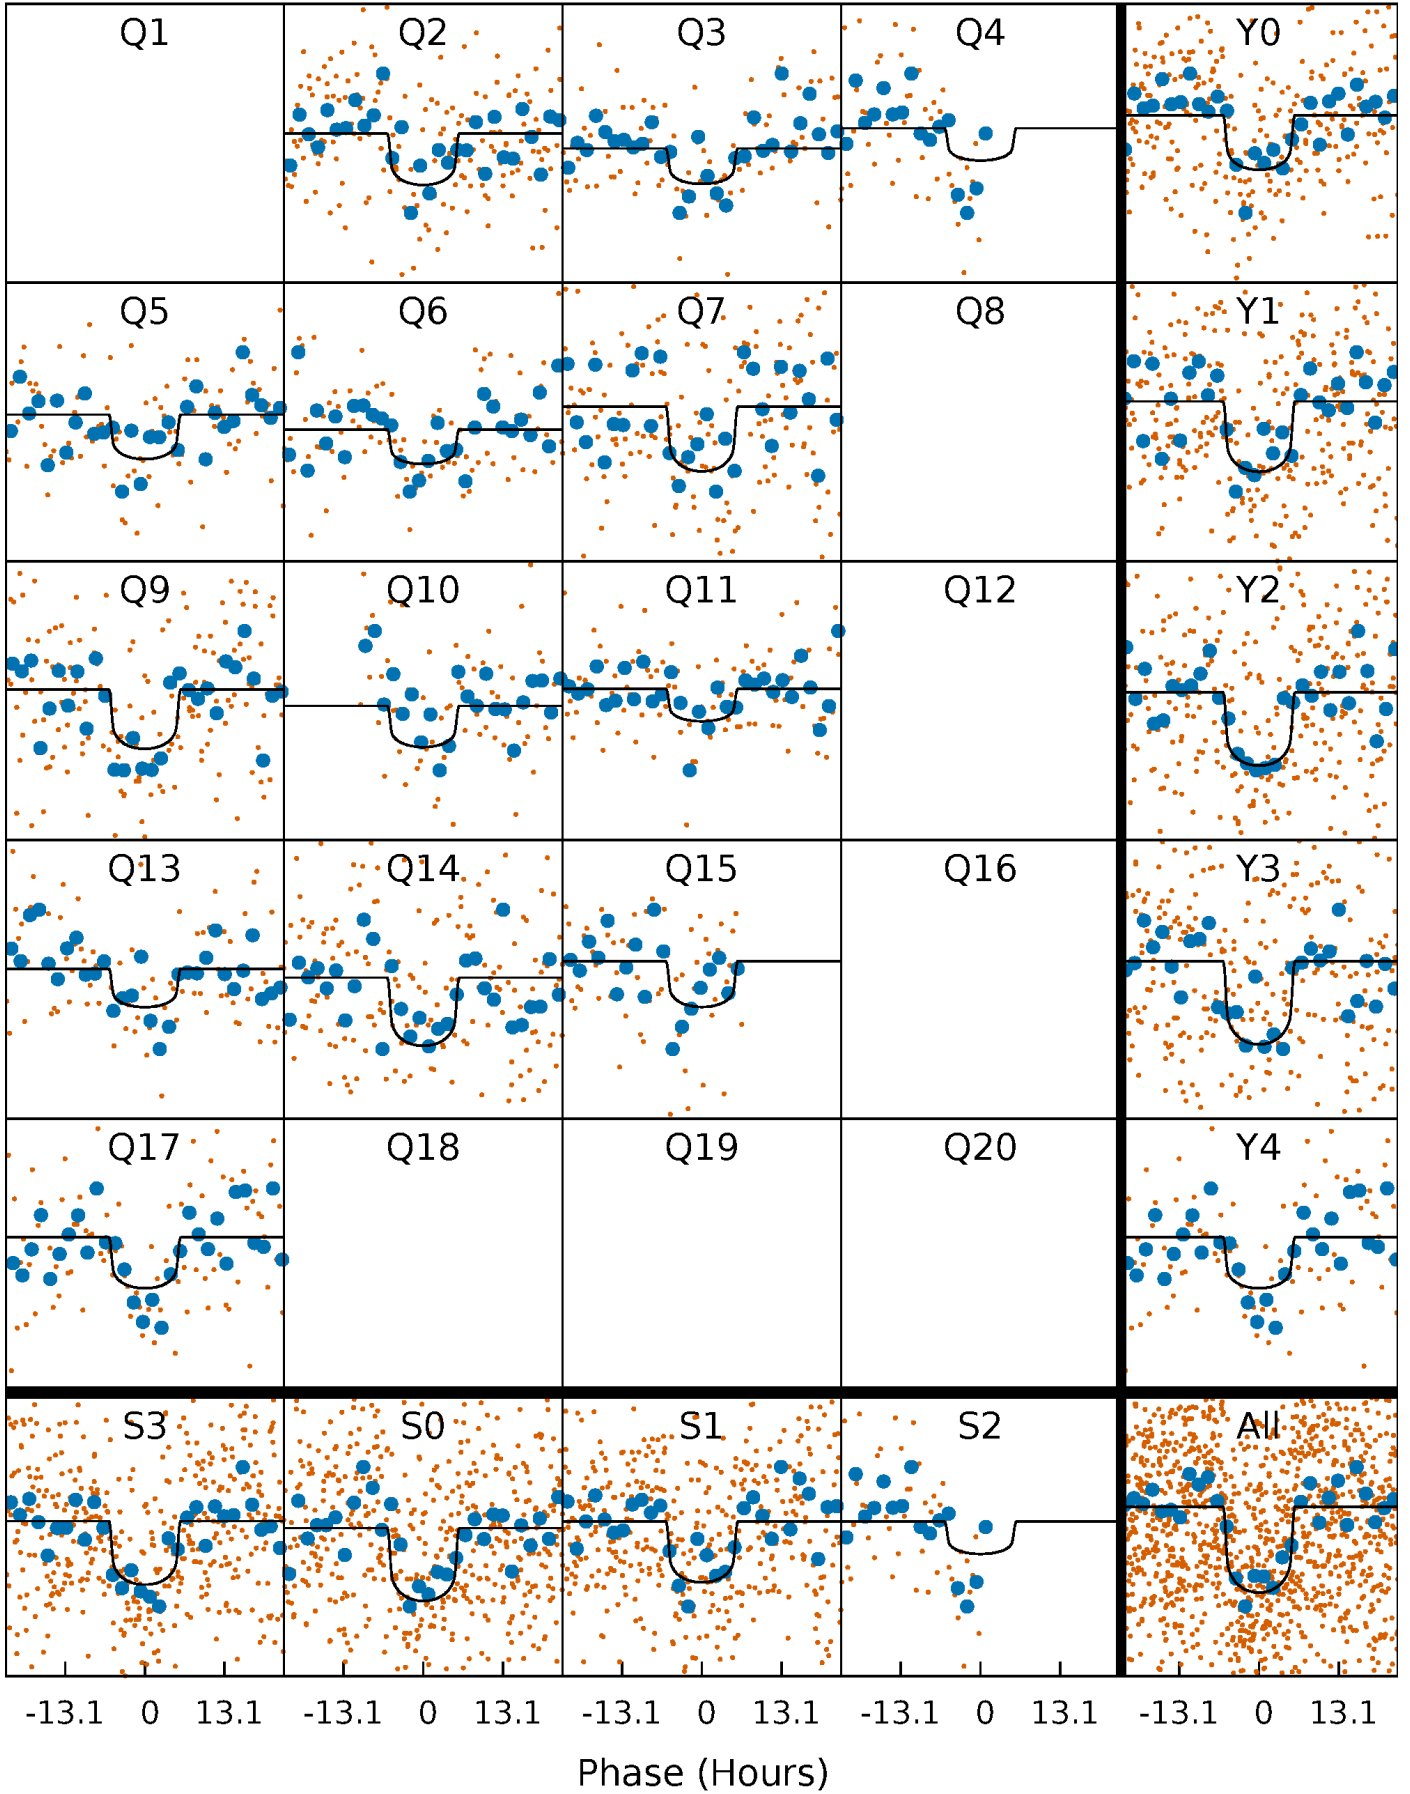 Q1 Q2 Q3 Q4 Y0
Q5 Q6 Q7 Q8 Y1
Q9 Q10 Q11 Q12 Y2
Q13 Q14 Q15 Q16 Y3
Q17 Q18 Q19 Q20 Y4
S3 S0 S1 S2 All
-13.1 0 13.1 -13.1 0 13.1 -13.1 0 13.1 -13.1 0 13.1 -13.1 0 13.1
Phase (Hours)